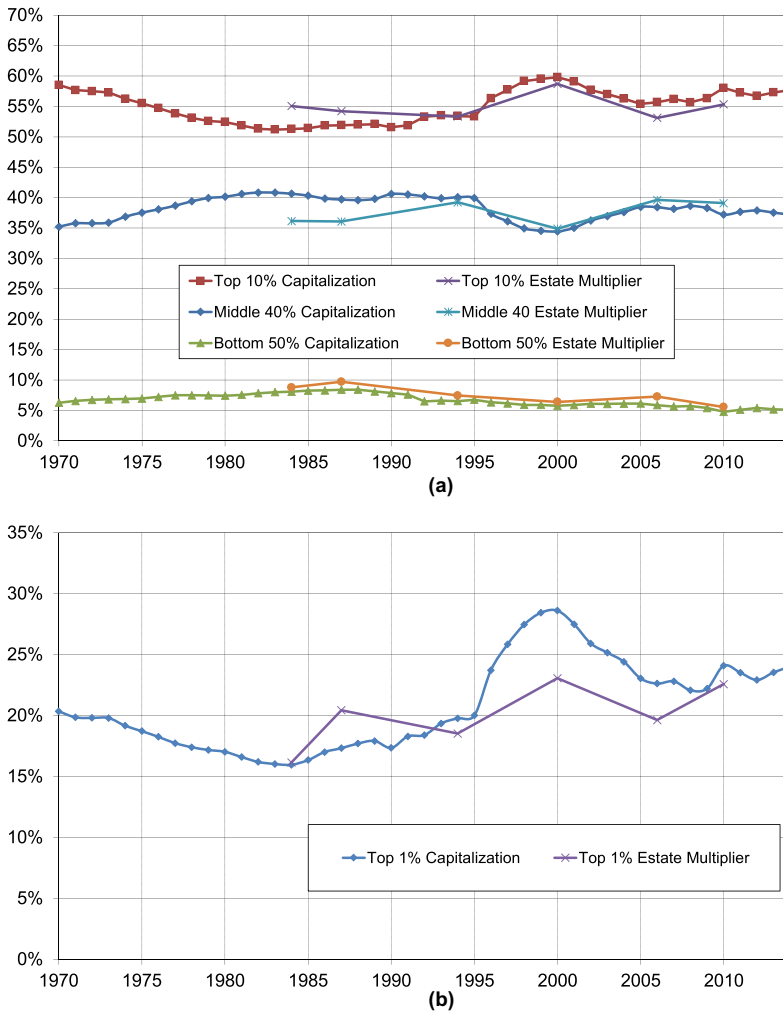 70%
65%
60%
55%
50%
45%
40%
35%
30%
25%
20%
15%
10%
5%
0%
Top 10% Capitalization Top 10% Estate Multiplier
Middle 40% Capitalization Middle 40 Estate Multiplier
Bottom 50% Capitalization Bottom 50% Estate Multiplier
1970 1975 1980 1985 1990 1995 2000 2005 2010
(a)
35%
30%
25%
20%
15%
10%
5%
0%
Top 1% Capitalization Top 1% Estate Multiplier
1970 1975 1980 1985 1990 1995 2000 2005 2010
(b)